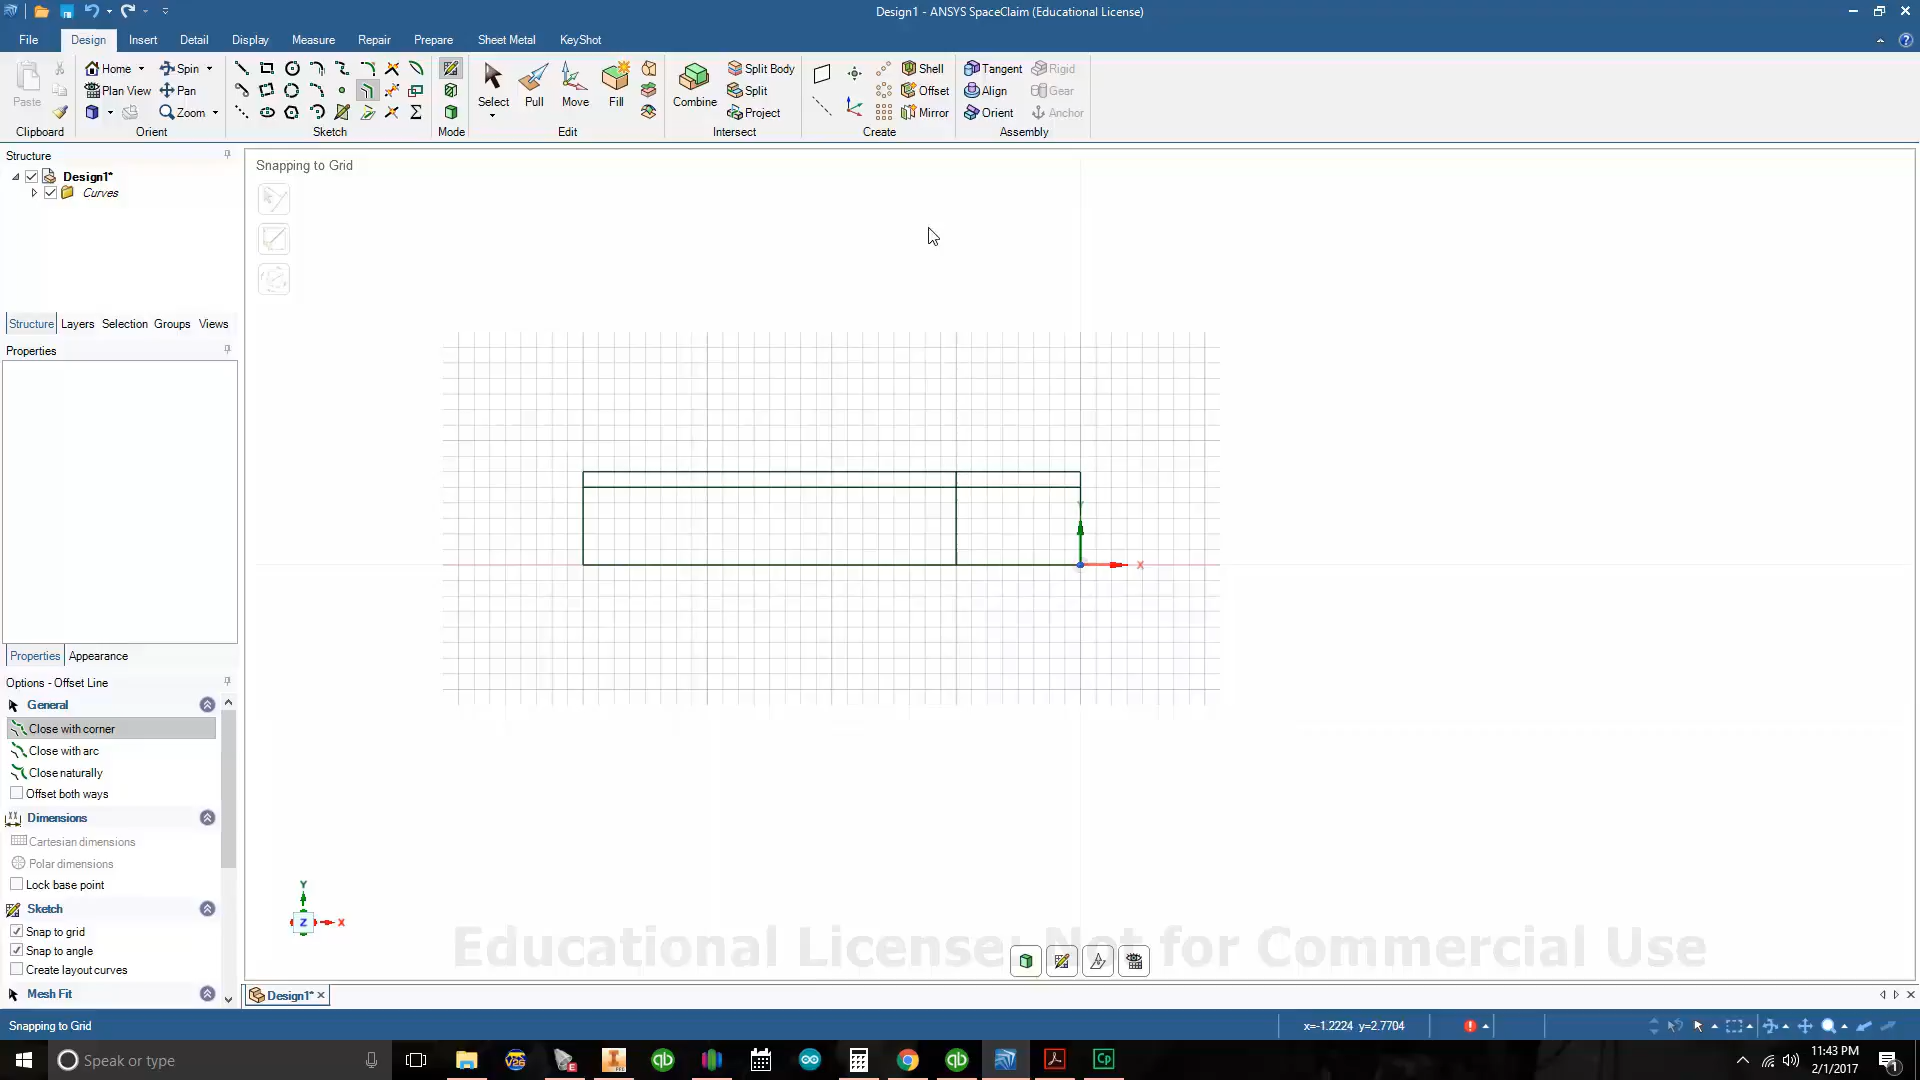 Design1 - ANSYS SpaceClaim (Educational License)
File
Design
Insert
Detail
Display
Measure
Repair
Prepare
Sheet Metal
KeyShot
Paste
Clipboard
Home
Plan View
Spin
Pan
Zoom
Orient
Sketch
Mode
Select
Pull
Move
Fill
Edit
Combine
Split Body
Split
Project
Intersect
Shell
Offset
Mirror
Create
Tangent
Align
Orient
Rigid
Gear
Anchor
Assembly
Structure
Design1*
Curves
Structure
Layers
Selection
Groups
Views
Properties
Properties
Appearance
Options - Offset Line
General
Close with corner
Close with arc
Close naturally
Offset both ways
Dimensions
Cartesian dimensions
Polar dimensions
Lock base point
Sketch
Snap to grid
Snap to angle
Create layout curves
Mesh Fit
Snapping to Grid
X
Y
Z
X
Educational License: Not for Commercial Use
Design1*
Snapping to Grid
x=-1.2224 y=2.7704
Speak or type
11:43 PM
2/1/2017